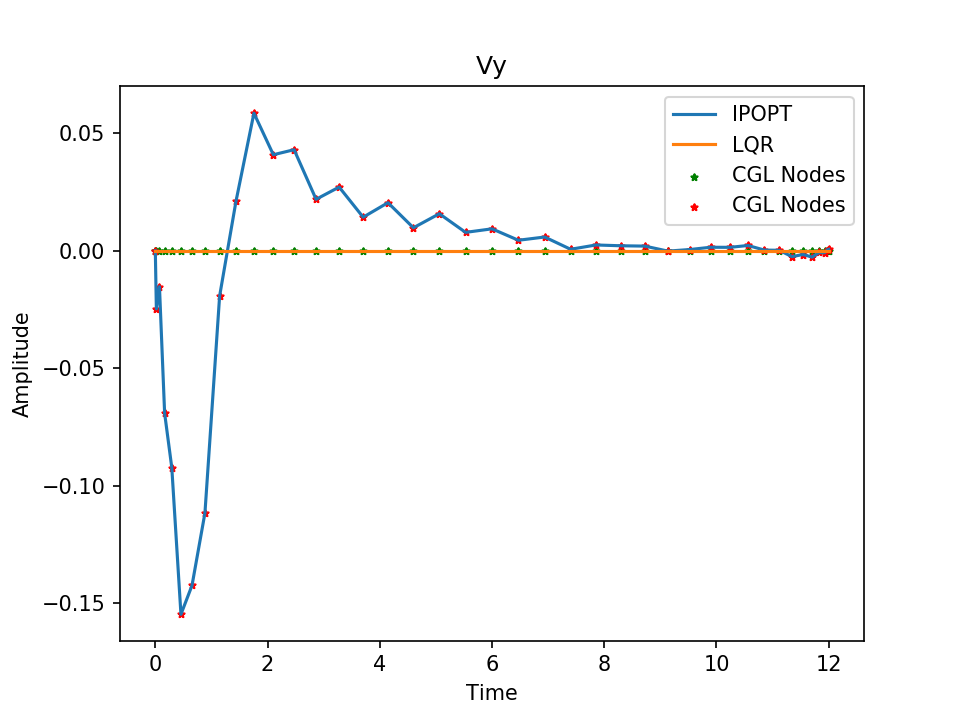 Vy
IPOPT
LQR
CGL Nodes
CGL Nodes
0.05
0.00
−0.05
−0.10
−0.15
Amplitude
0 2 4 6 8 10 12
Time